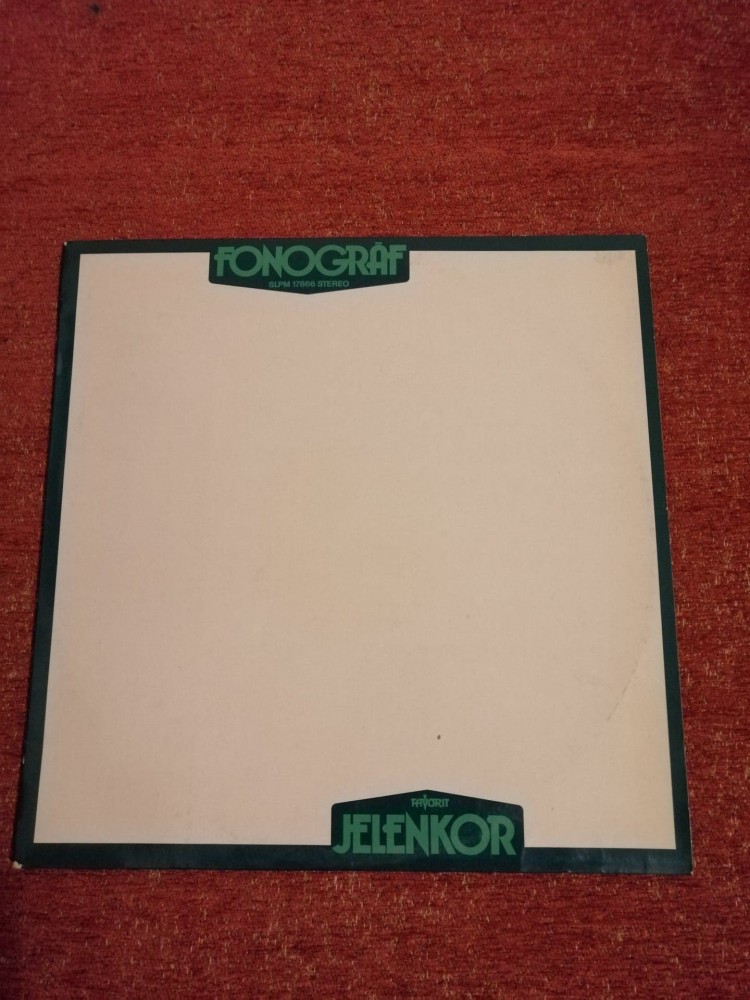 FONOGRÁF
SLPM 17866 STEREO
FAVORIT
JELENKOR